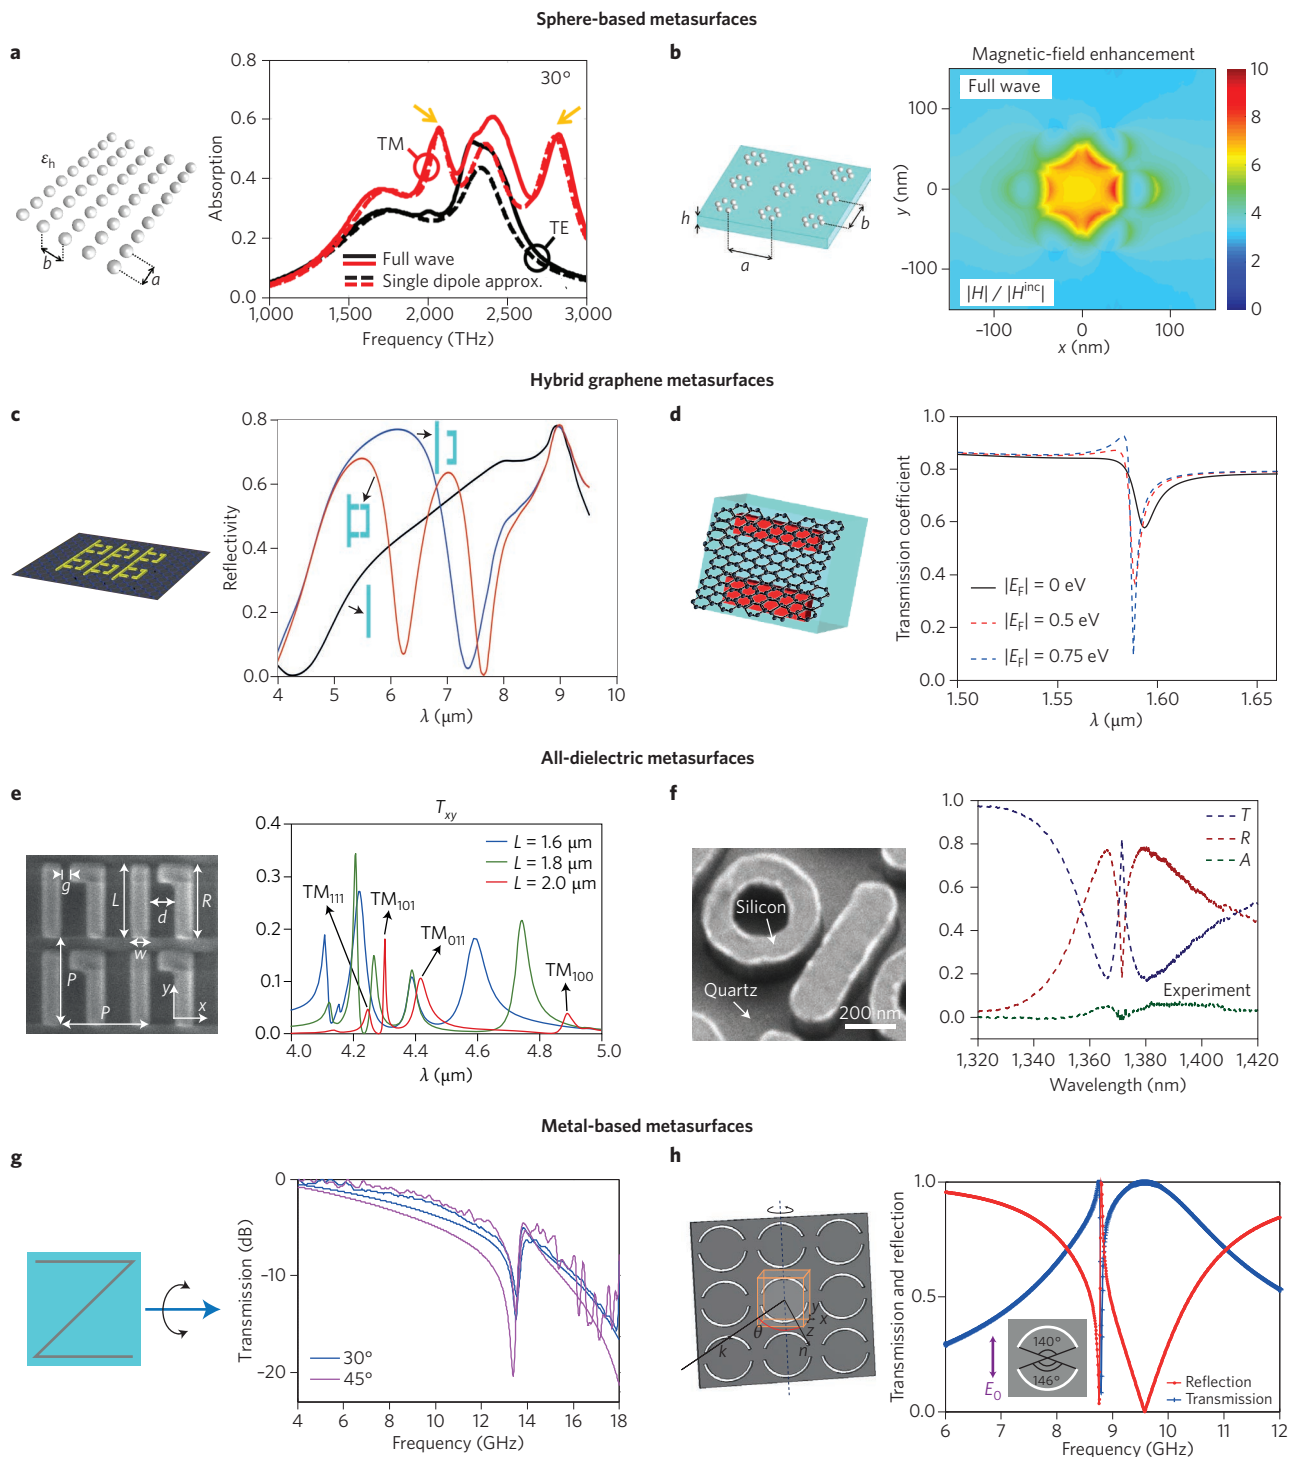 Sphere-based metasurfaces
a
εh
b
a
Absorption
0.8
0.6
0.4
0.2
0.0
30°
TM
TE
Full wave
Single dipole approx.
1,000
1,500
2,000
2,500
3,000
Frequency (THz)
b
h
a
b
Magnetic-field enhancement
Full wave
|H| / |Hinc|
y (nm)
100
0
-100
-100
0
100
x (nm)
10
8
6
4
2
0
Hybrid graphene metasurfaces
c
Reflectivity
0.8
0.6
0.4
0.2
0.0
4
5
6
7
8
9
10
λ (μm)
d
Transmission coefficient
1.0
0.8
0.6
0.4
0.2
0.0
|EF| = 0 eV
|EF| = 0.5 eV
|EF| = 0.75 eV
1.50
1.55
1.60
1.65
λ (μm)
All-dielectric metasurfaces
e
g
L
R
d
w
P
P
y
x
Txy
0.4
0.3
0.2
0.1
0.0
L = 1.6 μm
L = 1.8 μm
L = 2.0 μm
TM111
TM101
TM011
TM100
4.0
4.2
4.4
4.6
4.8
5.0
λ (μm)
f
Silicon
Quartz
200 nm
1.0
0.8
0.6
0.4
0.2
0.0
T
R
A
Experiment
1,320
1,340
1,360
1,380
1,400
1,420
Wavelength (nm)
Metal-based metasurfaces
g
Transmission (dB)
0
-10
-20
30°
45°
4
6
8
10
12
14
16
18
Frequency (GHz)
h
θ
k
n
y
x
z
Transmission and reflection
1.0
0.5
0.0
E0
140°
146°
Reflection
Transmission
6
7
8
9
10
11
12
Frequency (GHz)